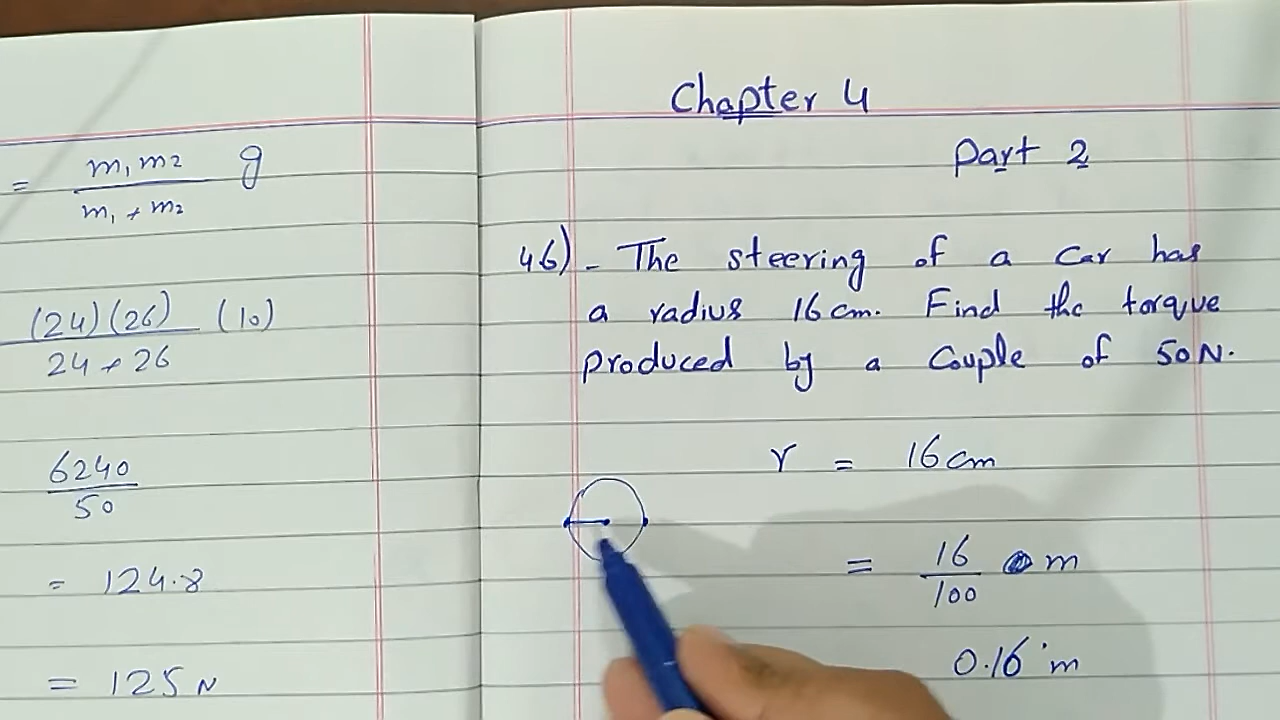 = m₁ m₂ / m₁ + m₂ g
(24)(26) / 24 + 26 (10)
6240 / 50
= 124.8
= 125 N
Chapter 4
Part 2
46) - The steering of a Car has
a radius 16 cm. Find the torque
produced by a Couple of 50 N.
r = 16 cm
= 16 / 100 m
0.16 m